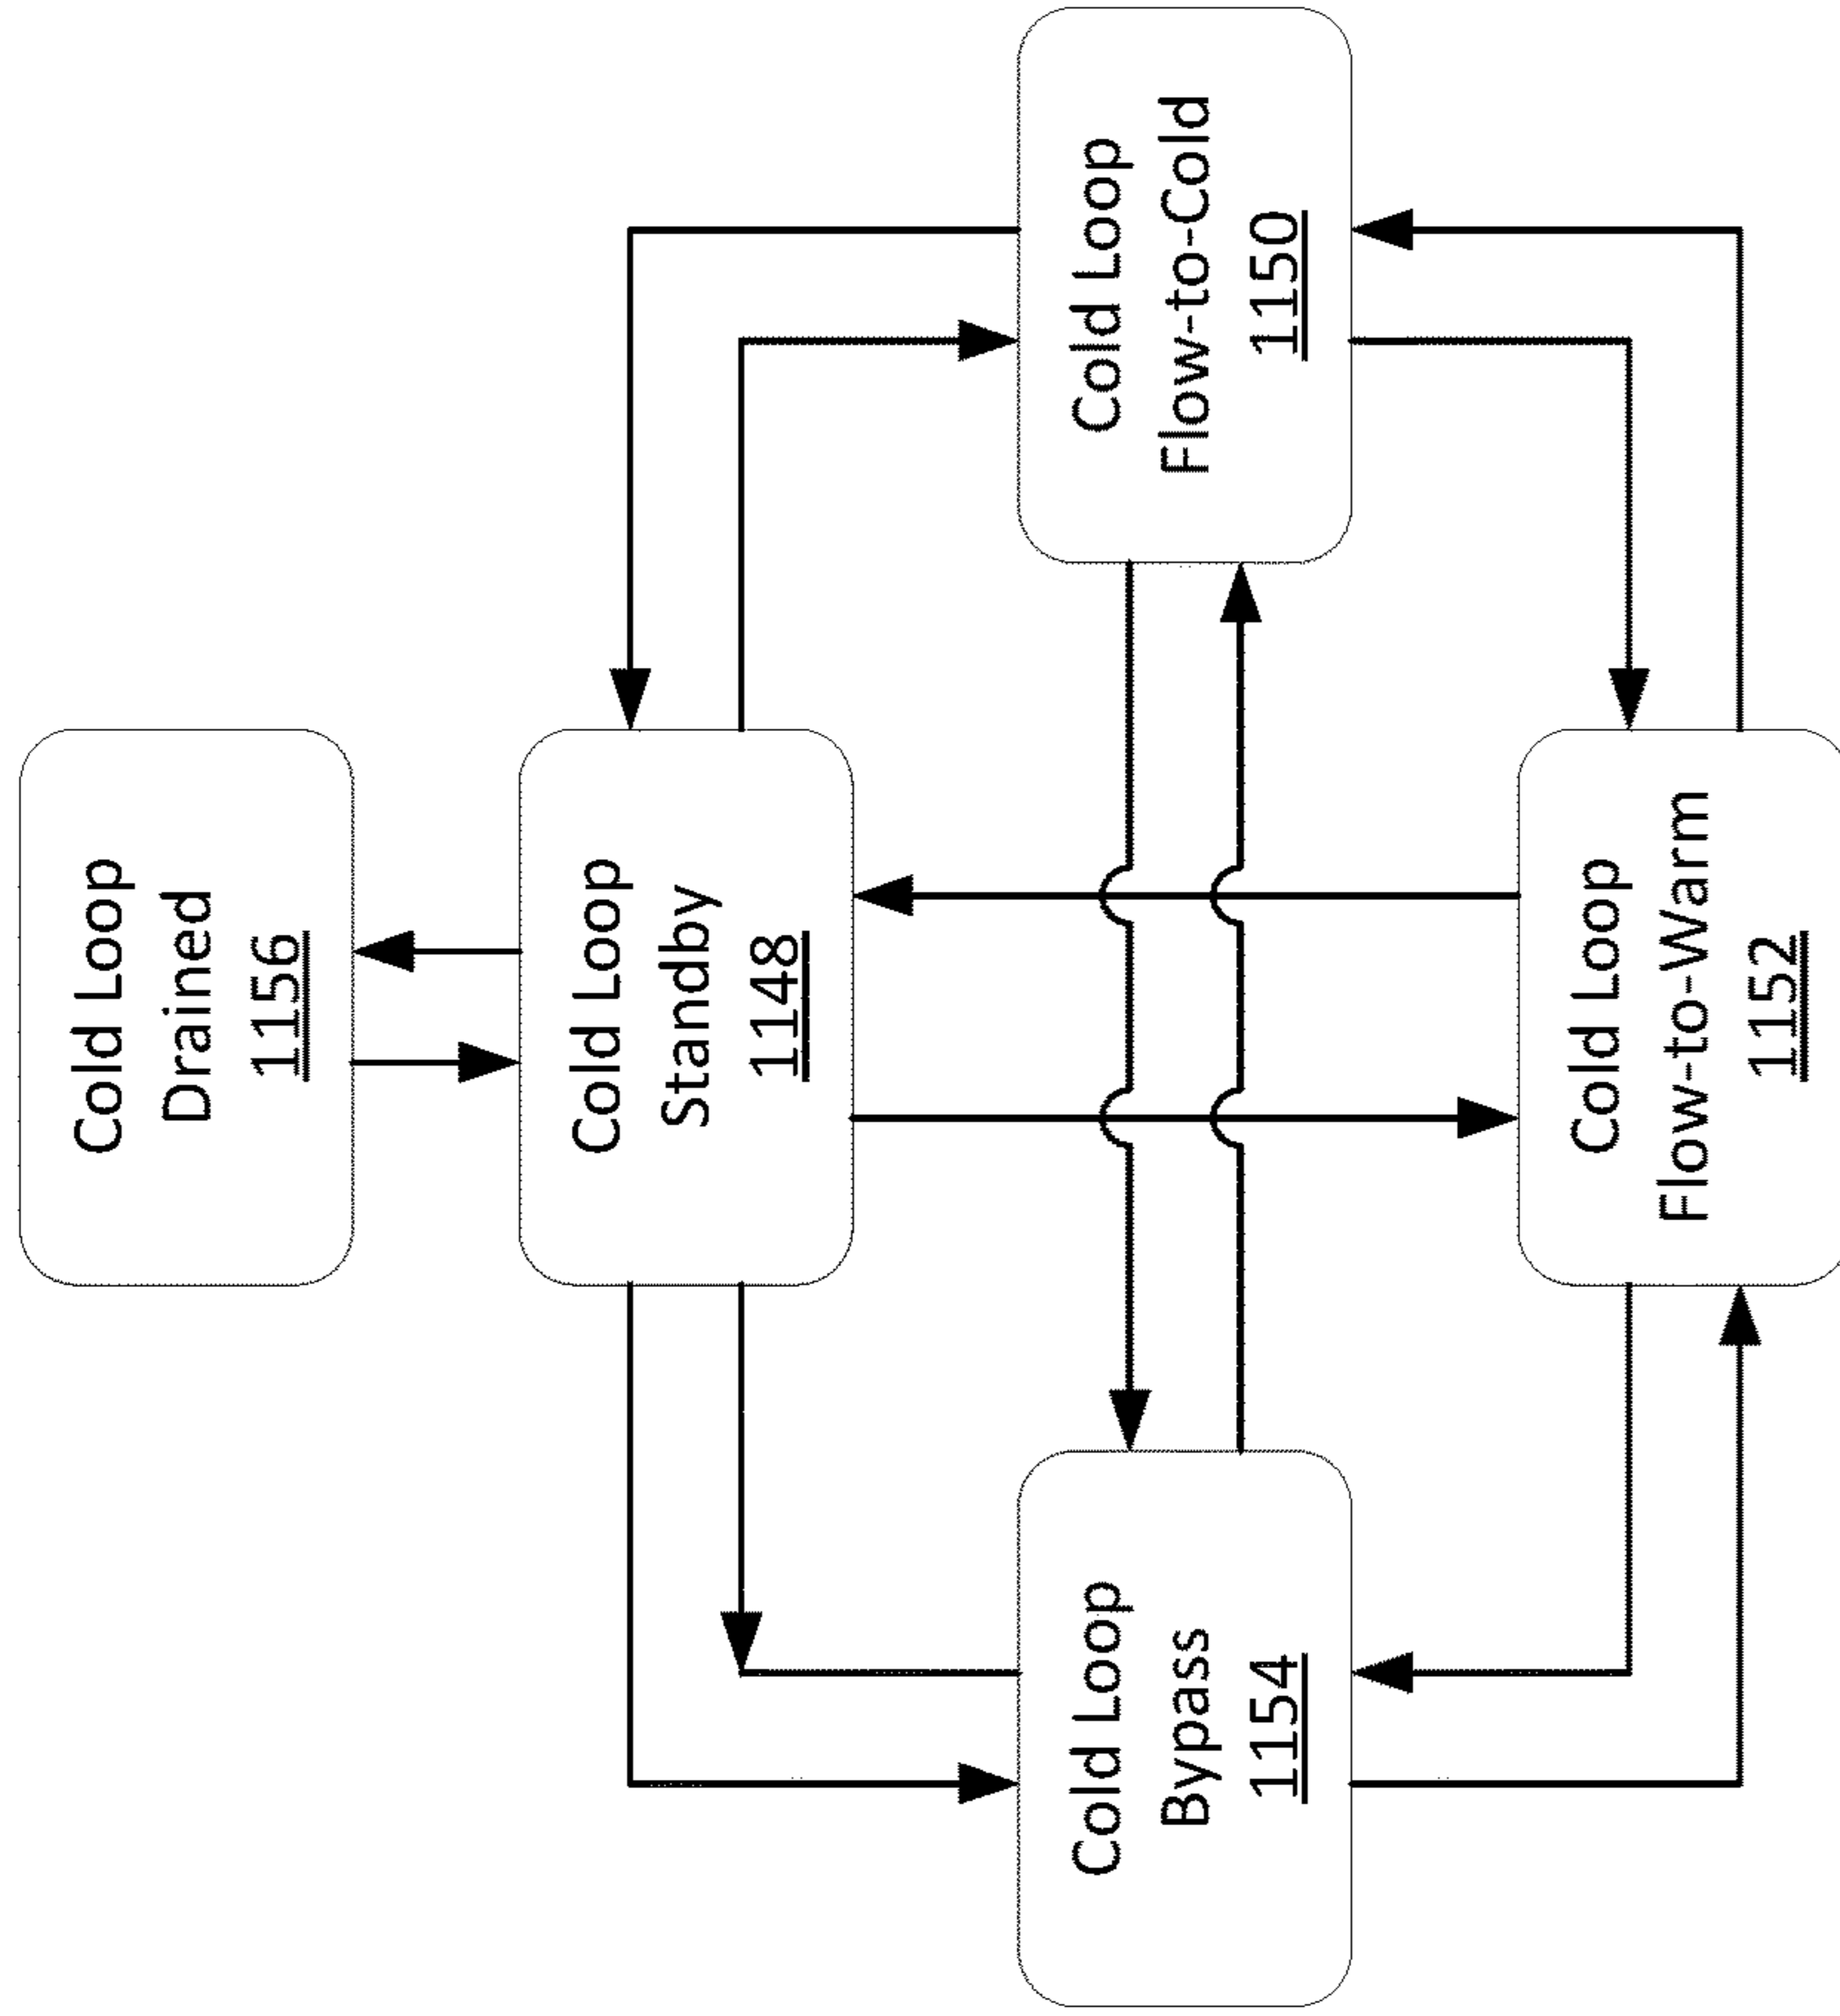 Cold Loop
Drained
1156
Cold Loop
Standby
1148
Cold Loop
Bypass
1154
Cold Loop
Flow-to-Cold
1150
Cold Loop
Flow-to-Warm
1152